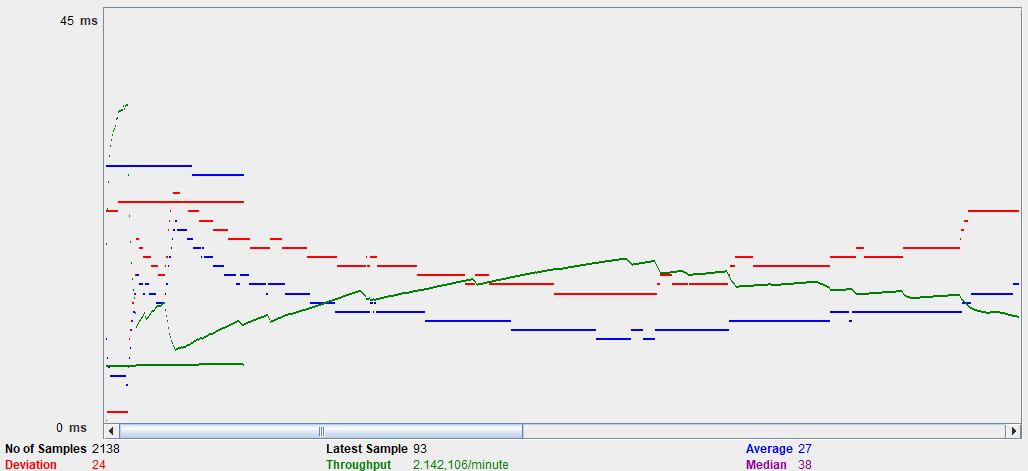 45 ms
0 ms
No of Samples 2138 Latest Sample 93 Average 27
Deviation 24 Throughput 2.142,106/minute Median 38